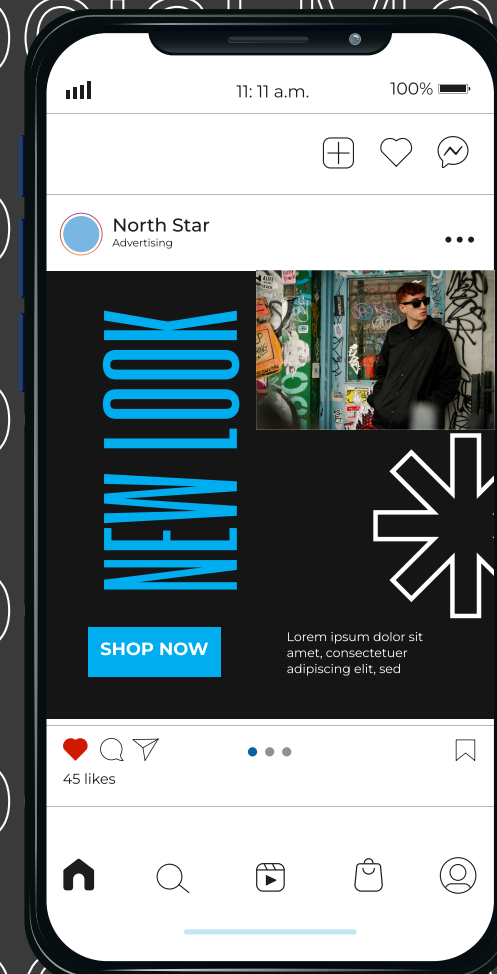 11: 11 a.m.
100%
North Star
Advertising
NEW LOOK
SHOP NOW
Lorem ipsum dolor sit
amet, consectetuer
adipiscing elit, sed
45 likes